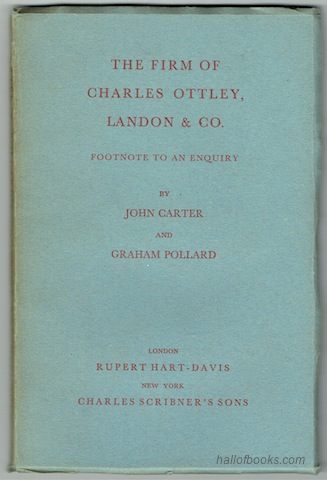 THE FIRM OF
CHARLES OTTLEY,
LANDON & CO.
FOOTNOTE TO AN ENQUIRY
BY
JOHN CARTER
AND
GRAHAM POLLARD
LONDON
RUPERT HART-DAVIS
NEW YORK
CHARLES SCRIBNER'S SONS
hallofbooks.com